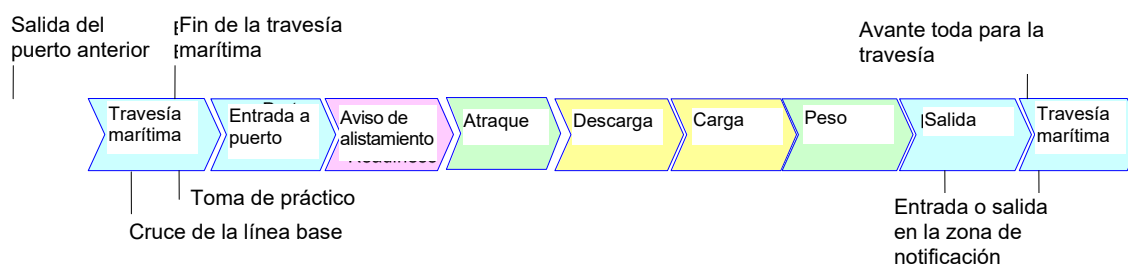 Salida del
puerto anterior
Fin de la travesía
marítima
Avante toda para la
travesía
Travesía
marítima
Entrada a
puerto
Aviso de
alistamiento
Atraque
Descarga
Carga
Peso
Salida
Travesía
marítima
Toma de práctico
Cruce de la línea base
Entrada o salida
en la zona de
notificación